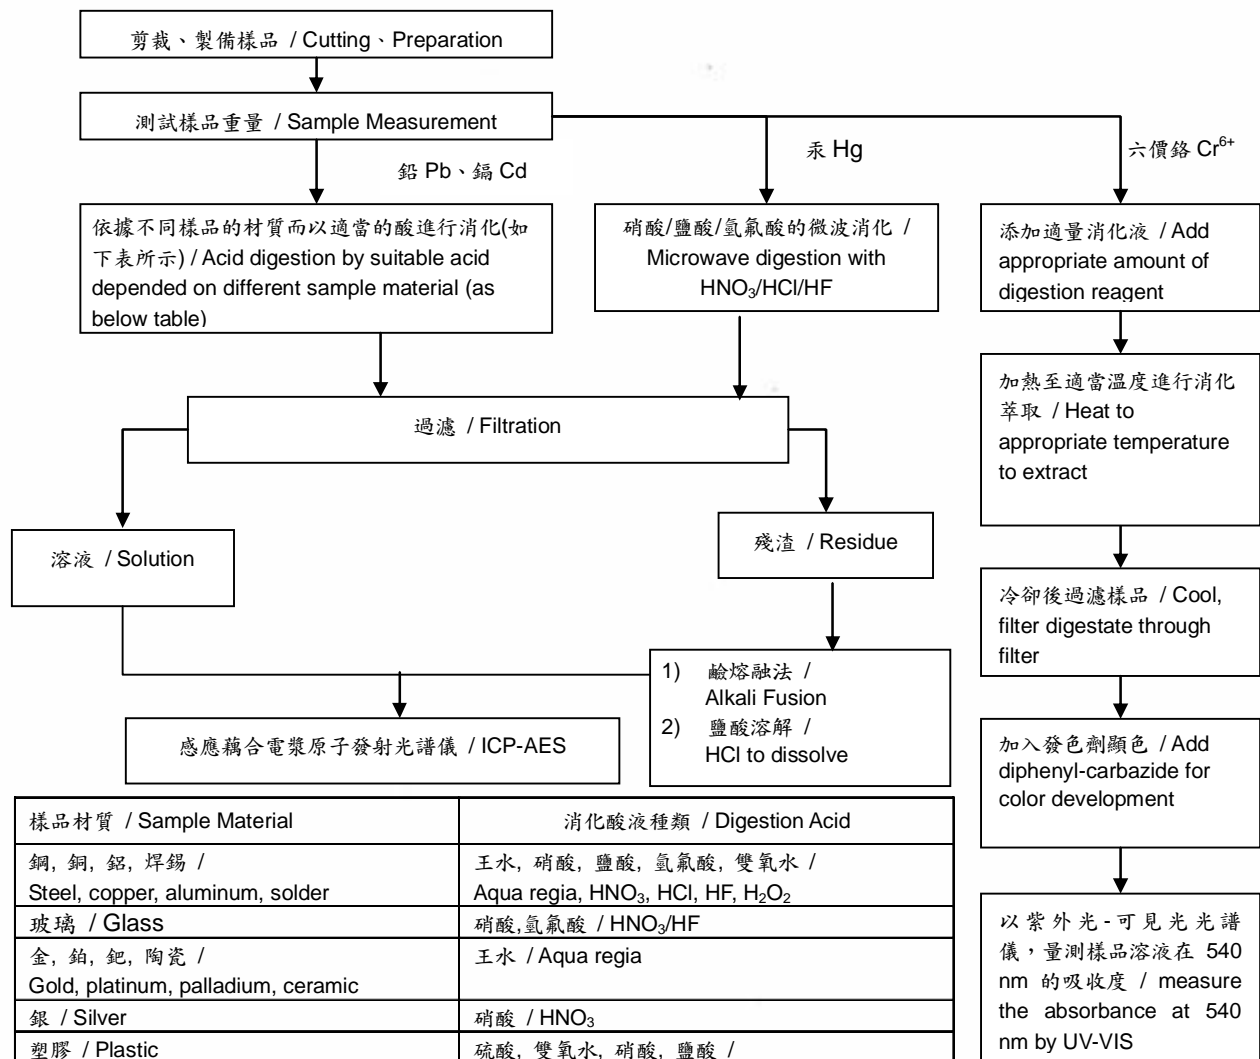 剪裁、製備樣品 / Cutting、Preparation
測試樣品重量 / Sample Measurement
鉛 Pb、鎘 Cd
汞 Hg
六價鉻 Cr⁶⁺
依據不同樣品的材質而以適當的酸進行消化(如
下表所示) / Acid digestion by suitable acid
depended on different sample material (as
below table)
硝酸/鹽酸/氫氟酸的微波消化 /
Microwave digestion with
HNO₃/HCl/HF
添加適量消化液 / Add
appropriate amount of
digestion reagent
過濾 / Filtration
加熱至適當溫度進行消化
萃取 / Heat to
appropriate temperature
to extract
溶液 / Solution
殘渣 / Residue
冷卻後過濾樣品 / Cool,
filter digestate through
filter
1) 鹼熔融法 /
Alkali Fusion
2) 鹽酸溶解 /
HCl to dissolve
感應藕合電漿原子發射光譜儀 / ICP-AES
加入發色劑顯色 / Add
diphenyl-carbazide for
color development
以紫外光-可見光光譜
儀，量測樣品溶液在 540
nm 的吸收度 / measure
the absorbance at 540
nm by UV-VIS
樣品材質 / Sample Material
消化酸液種類 / Digestion Acid
鋼, 銅, 鋁, 焊錫 /
Steel, copper, aluminum, solder
王水, 硝酸, 鹽酸, 氫氟酸, 雙氧水 /
Aqua regia, HNO₃, HCl, HF, H₂O₂
玻璃 / Glass
硝酸,氫氟酸 / HNO₃/HF
金, 鉑, 鈀, 陶瓷 /
Gold, platinum, palladium, ceramic
王水 / Aqua regia
銀 / Silver
硝酸 / HNO₃
塑膠 / Plastic
硫酸, 雙氧水, 硝酸, 鹽酸 /